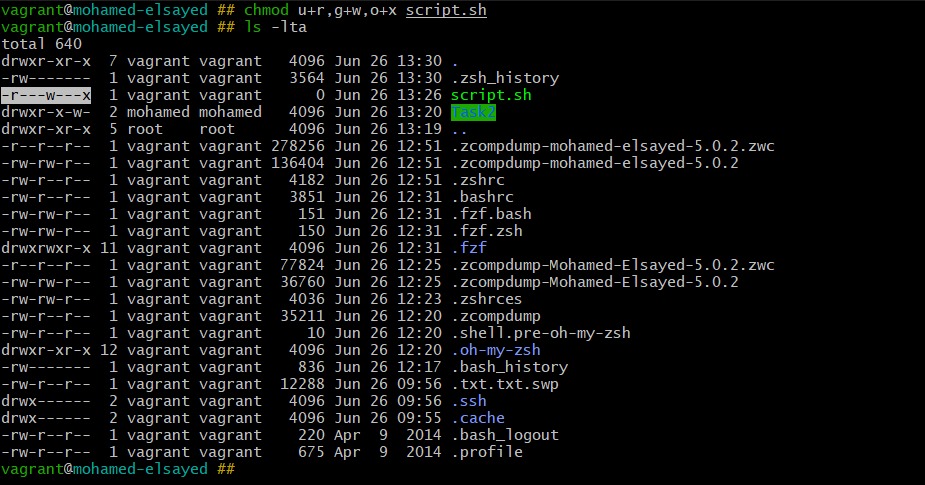 vagrant@mohamed-elsayed ## chmod u+r,g+w,o+x script.sh
vagrant@mohamed-elsayed ## ls -lta
total 640
drwxr-xr-x  7 vagrant vagrant   4096 Jun 26 13:30 .
-rw-------  1 vagrant vagrant   3564 Jun 26 13:30 .zsh_history
-r---w---x  1 vagrant vagrant      0 Jun 26 13:26 script.sh
drwxr-x-w-  2 mohamed mohamed   4096 Jun 26 13:20 Task2
drwxr-xr-x  5 root    root      4096 Jun 26 13:19 ..
-r--r--r--  1 vagrant vagrant 278256 Jun 26 12:51 .zcompdump-mohamed-elsayed-5.0.2.zwc
-rw-rw-r--  1 vagrant vagrant 136404 Jun 26 12:51 .zcompdump-mohamed-elsayed-5.0.2
-rw-r--r--  1 vagrant vagrant   4182 Jun 26 12:51 .zshrc
-rw-rw-r--  1 vagrant vagrant   3851 Jun 26 12:31 .bashrc
-rw-rw-r--  1 vagrant vagrant    151 Jun 26 12:31 .fzf.bash
-rw-rw-r--  1 vagrant vagrant    150 Jun 26 12:31 .fzf.zsh
drwxrwxr-x 11 vagrant vagrant   4096 Jun 26 12:31 .fzf
-r--r--r--  1 vagrant vagrant  77824 Jun 26 12:25 .zcompdump-Mohamed-Elsayed-5.0.2.zwc
-rw-rw-r--  1 vagrant vagrant  36760 Jun 26 12:25 .zcompdump-Mohamed-Elsayed-5.0.2
-rw-rw-r--  1 vagrant vagrant   4036 Jun 26 12:23 .zshrces
-rw-rw-r--  1 vagrant vagrant  35211 Jun 26 12:20 .zcompdump
-rw-rw-r--  1 vagrant vagrant     10 Jun 26 12:20 .shell.pre-oh-my-zsh
drwxr-xr-x 12 vagrant vagrant   4096 Jun 26 12:20 .oh-my-zsh
-rw-------  1 vagrant vagrant    836 Jun 26 12:17 .bash_history
-rw-r--r--  1 vagrant vagrant  12288 Jun 26 09:56 .txt.txt.swp
drwx------  2 vagrant vagrant   4096 Jun 26 09:56 .ssh
drwx------  2 vagrant vagrant   4096 Jun 26 09:55 .cache
-rw-r--r--  1 vagrant vagrant    220 Apr  9  2014 .bash_logout
-rw-r--r--  1 vagrant vagrant    675 Apr  9  2014 .profile
vagrant@mohamed-elsayed ##